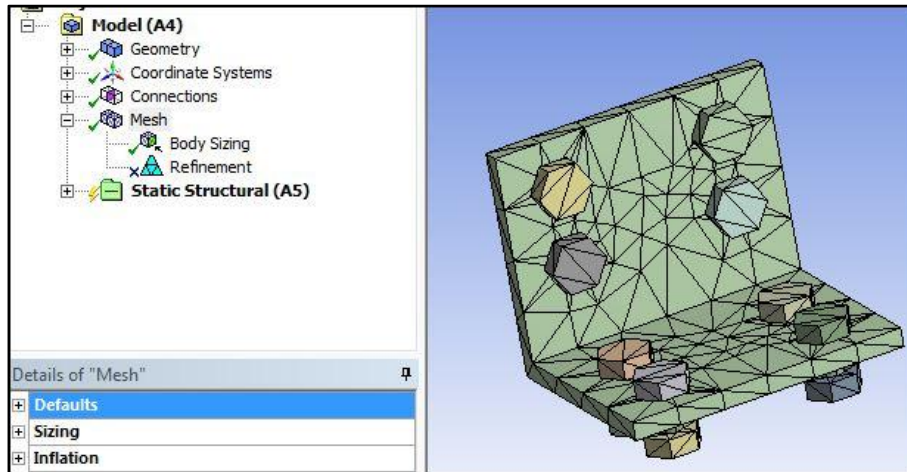 Model (A4)
Geometry
Coordinate Systems
Connections
Mesh
Body Sizing
Refinement
Static Structural (A5)
Details of "Mesh"
Defaults
Sizing
Inflation